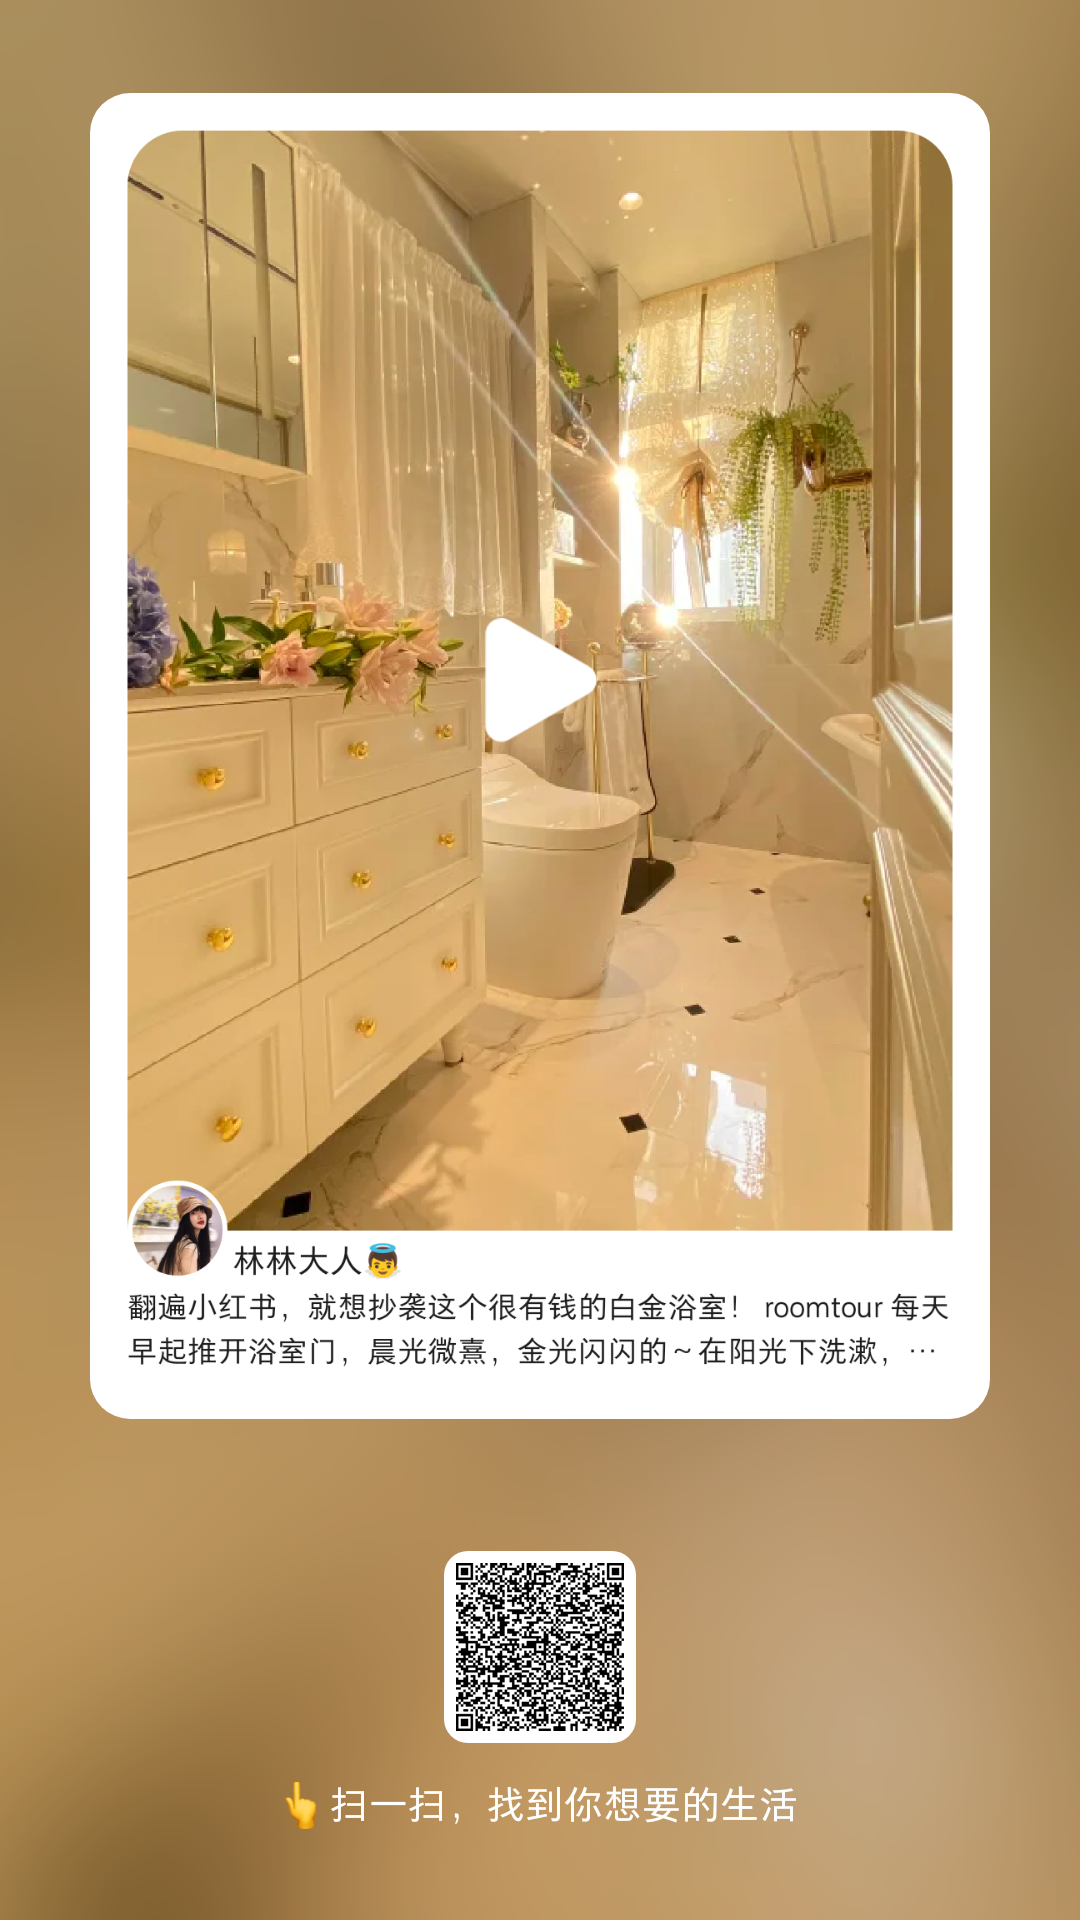 林林大人👼
翻遍小红书，就想抄袭这个很有钱的白金浴室！ roomtour 每天
早起推开浴室门，晨光微熹，金光闪闪的～在阳光下洗漱，…
👆扫一扫，找到你想要的生活